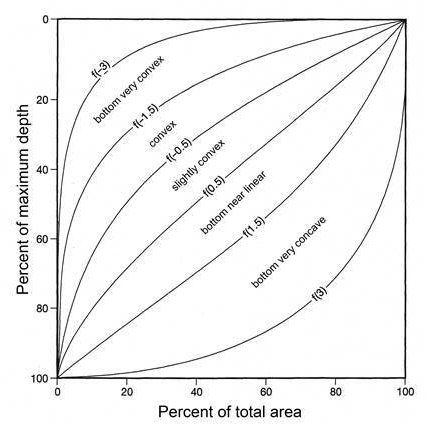 0
20
40
60
80
100
Percent of maximum depth
f(-3)
bottom very convex
f(-1.5)
convex
f(-0.5)
slightly convex
f(0.5)
bottom near linear
f(1.5)
bottom very concave
f(3)
0
20
40
60
80
100
Percent of total area